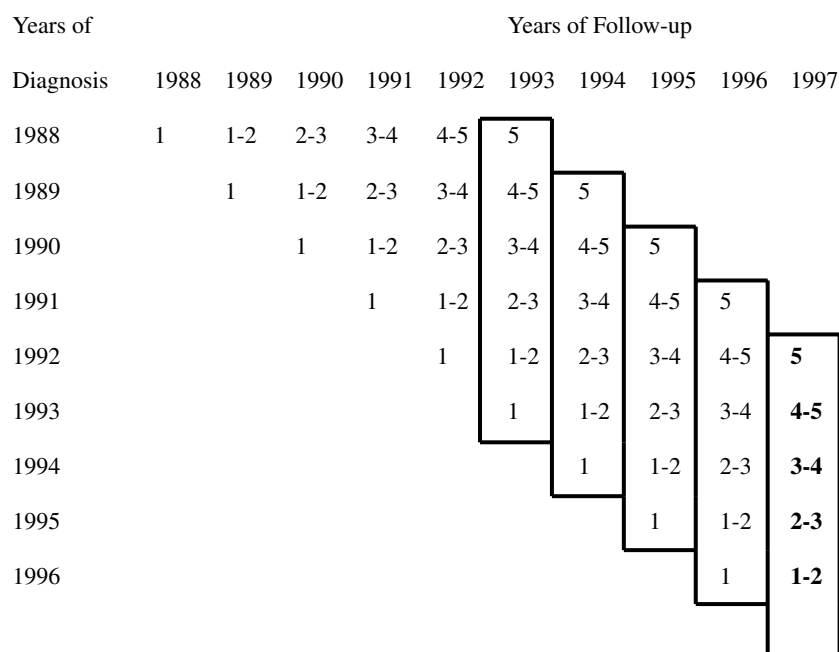 Years of Years of Follow-up
Diagnosis 1988 1989 1990 1991 1992 1993 1994 1995 1996 1997
1988 1 1-2 2-3 3-4 4-5 5
1989 1 1-2 2-3 3-4 4-5 5
1990 1 1-2 2-3 3-4 4-5 5
1991 1 1-2 2-3 3-4 4-5 5
1992 1 1-2 2-3 3-4 4-5 5
1993 1 1-2 2-3 3-4 4-5
1994 1 1-2 2-3 3-4
1995 1 1-2 2-3
1996 1 1-2